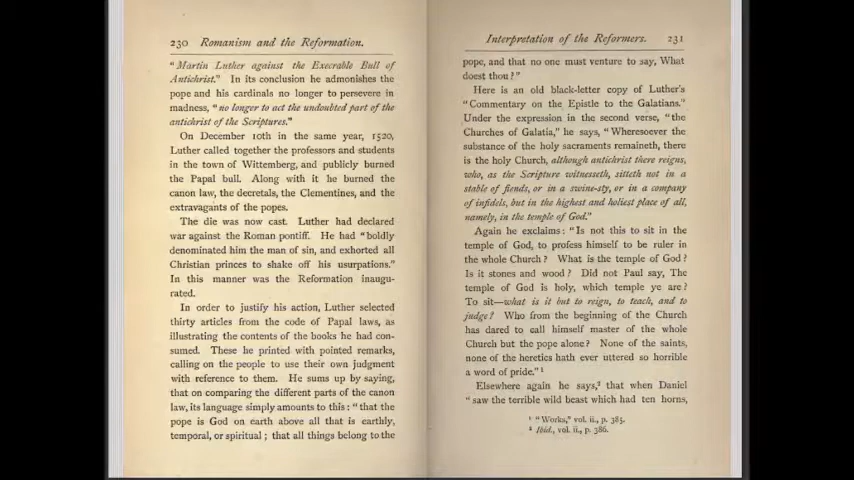 230 Romanism and the Reformation.
"Martin Luther against the Execrable Bull of
Antichrist." In its conclusion he admonishes the
pope and his cardinals no longer to persevere in
madness, "no longer to act the undoubted part of the
antichrist of the Scriptures."
On December 10th in the same year, 1520,
Luther called together the professors and students
in the town of Wittemberg, and publicly burned
the Papal bull. Along with it he burned the
canon law, the decretals, the Clementines, and the
extravagants of the popes.
The die was now cast. Luther had declared
war against the Roman pontiff. He had "boldly
denominated him the man of sin, and exhorted all
Christian princes to shake off his usurpations."
In this manner was the Reformation inaugu-
rated.
In order to justify his action, Luther selected
thirty articles from the code of Papal laws, as
illustrating the contents of the books he had con-
sumed. These he printed with pointed remarks,
calling on the people to use their own judgment
with reference to them. He sums up by saying,
that on comparing the different parts of the canon
law, its language simply amounts to this: "that the
pope is God on earth above all that is earthly,
temporal, or spiritual; that all things belong to the
Interpretation of the Reformers. 231
pope, and that no one must venture to say, What
doest thou?"
Here is an old black-letter copy of Luther's
"Commentary on the Epistle to the Galatians."
Under the expression in the second verse, "the
Churches of Galatia," he says, "Wheresoever the
substance of the holy sacraments remaineth, there
is the holy Church, although antichrist there reigns,
who, as the Scripture witnesseth, sitteth not in a
stable of fiends, or in a swine-sty, or in a company
of infidels, but in the highest and holiest place of all,
namely, in the temple of God."
Again he exclaims: "Is not this to sit in the
temple of God, to profess himself to be ruler in
the whole Church? What is the temple of God?
Is it stones and wood? Did not Paul say, The
temple of God is holy, which temple ye are?
To sit—what is it but to reign, to teach, and to
judge? Who from the beginning of the Church
has dared to call himself master of the whole
Church but the pope alone? None of the saints,
none of the heretics hath ever uttered so horrible
a word of pride." 1
Elsewhere again he says,2 that when Daniel
"saw the terrible wild beast which had ten horns,
1 "Works," vol. ii., p. 385.
2 Ibid., vol. ii., p. 386.